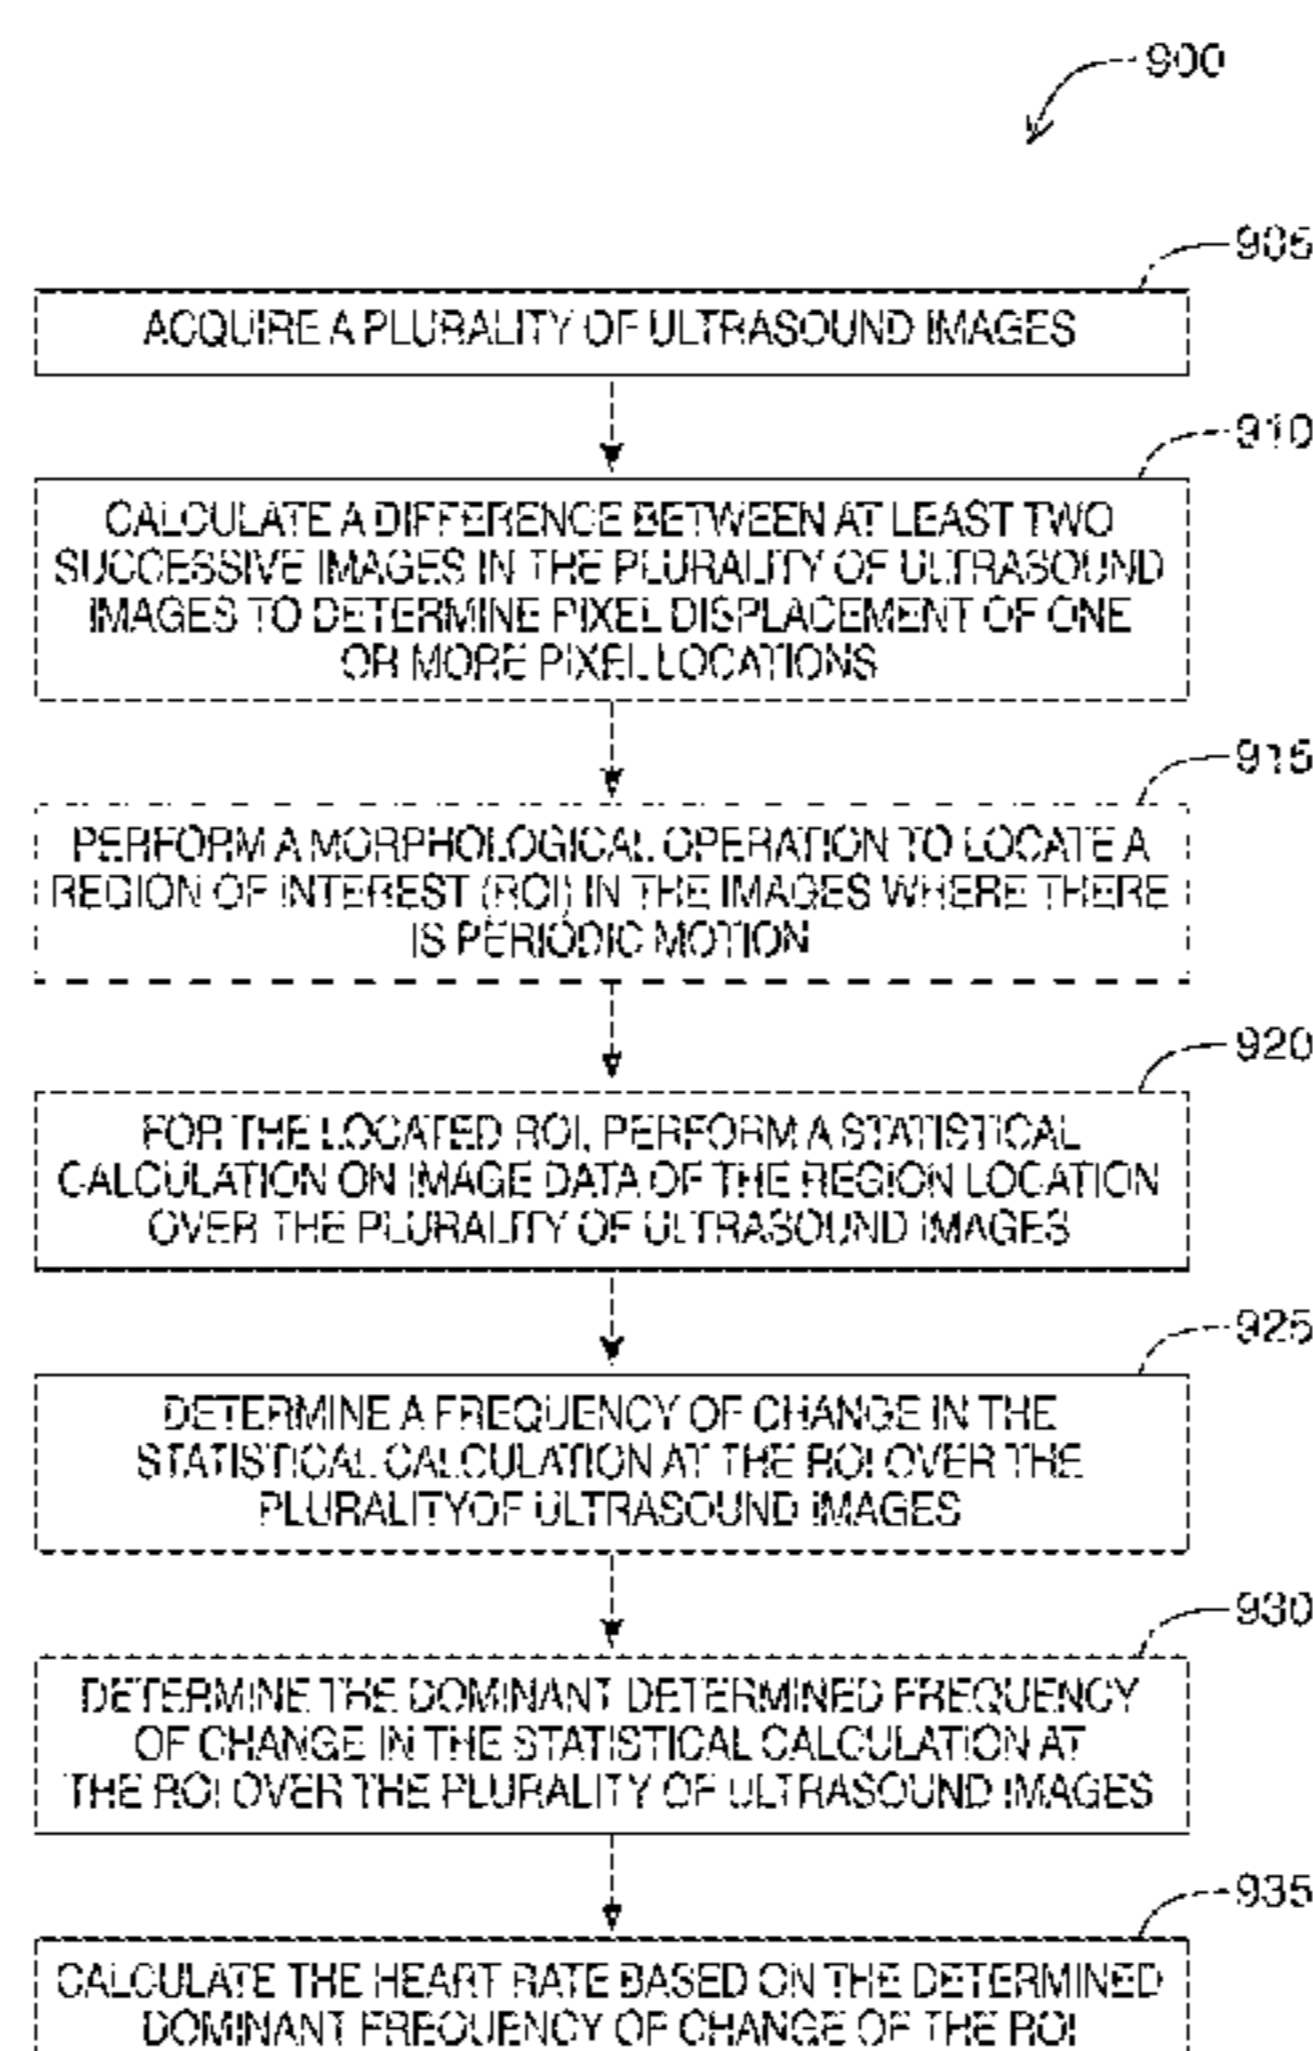 900
905
ACQUIRE A PLURALITY OF ULTRASOUND IMAGES
910
CALCULATE A DIFFERENCE BETWEEN AT LEAST TWO
SUCCESSIVE IMAGES IN THE PLURALITY OF ULTRASOUND
IMAGES TO DETERMINE PIXEL DISPLACEMENT OF ONE
OR MORE PIXEL LOCATIONS
915
PERFORM A MORPHOLOGICAL OPERATION TO LOCATE A
REGION OF INTEREST (ROI) IN THE IMAGES WHERE THERE
IS PERIODIC MOTION
920
FOR THE LOCATED ROI, PERFORM A STATISTICAL
CALCULATION ON IMAGE DATA OF THE REGION LOCATION
OVER THE PLURALITY OF ULTRASOUND IMAGES
925
DETERMINE A FREQUENCY OF CHANGE IN THE
STATISTICAL CALCULATION AT THE ROI OVER THE
PLURALITYOF ULTRASOUND IMAGES
930
DETERMINE THE DOMINANT DETERMINED FREQUENCY
OF CHANGE IN THE STATISTICAL CALCULATION AT
THE ROI OVER THE PLURALITY OF ULTRASOUND IMAGES
935
CALCULATE THE HEART RATE BASED ON THE DETERMINED
DOMINANT FREQUENCY OF CHANGE OF THE ROI